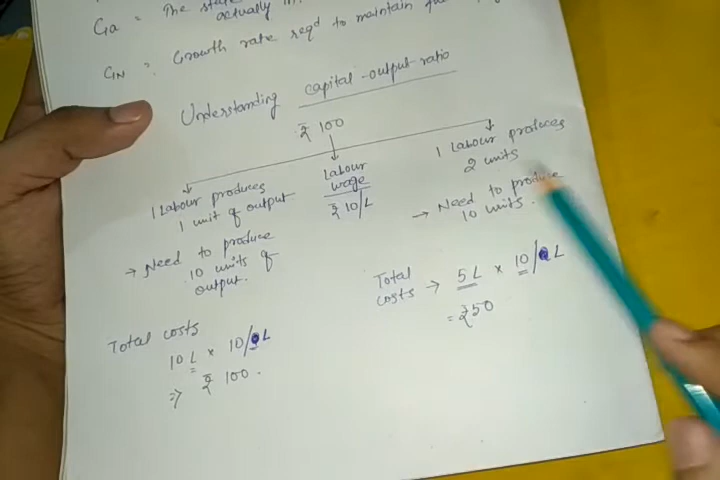 Ga = The
actually
GN : Growth rate reqd to maintain
Understanding capital-output-ratio
₹ 100
1 Labour produces
1 unit of output
→ Need to produce
10 units of
output.
Total costs
10 L × 10/L
⇒ ₹ 100.
Labour
wage
₹ 10/L
1 Labour produces
2 units
→ Need to produce
10 units.
Total
costs → 5L × 10/L
= ₹50